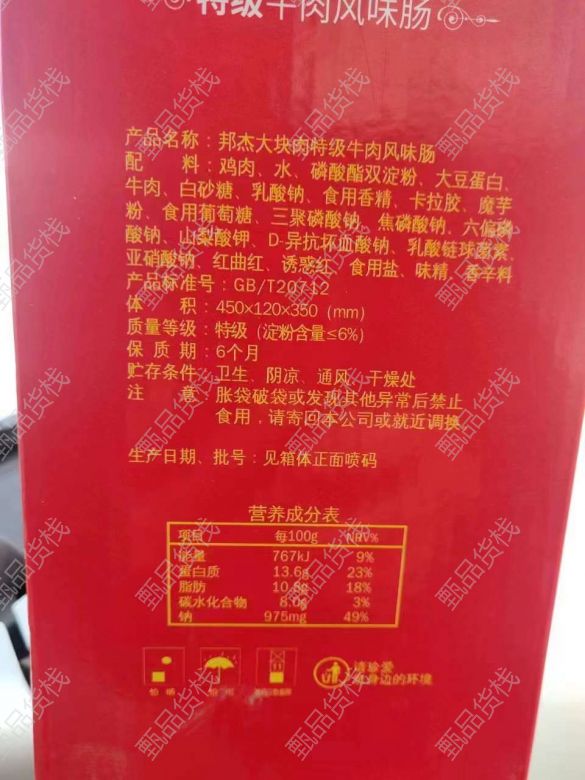 特级牛肉风味肠
产品名称：邦杰大块肉特级牛肉风味肠
配 料：鸡肉、水、磷酸酯双淀粉、大豆蛋白、
牛肉、白砂糖、乳酸钠、食用香精、卡拉胶、魔芋
粉、食用葡萄糖、三聚磷酸钠、焦磷酸钠、六偏磷
酸钠、山梨酸钾、D-异抗坏血酸钠、乳酸链球菌素、
亚硝酸钠、红曲红、诱惑红、食用盐、味精、香辛料
产品标准号：GB/T20712
体 积：450×120×350（mm）
质量等级：特级（淀粉含量≤6%）
保 质 期：6个月
贮存条件：卫生、阴凉、通风、干燥处
注 意：胀袋破袋或发现其他异常后禁止
食用，请寄回本公司或就近调换。
生产日期、批号：见箱体正面喷码
营养成分表
项目 每100g NRV%
能量 767kJ 9%
蛋白质 13.6g 23%
脂肪 10.8g 18%
碳水化合物 8.0g 3%
钠 975mg 49%
怕晒
请珍爱
您身边的环境
甄品货栈